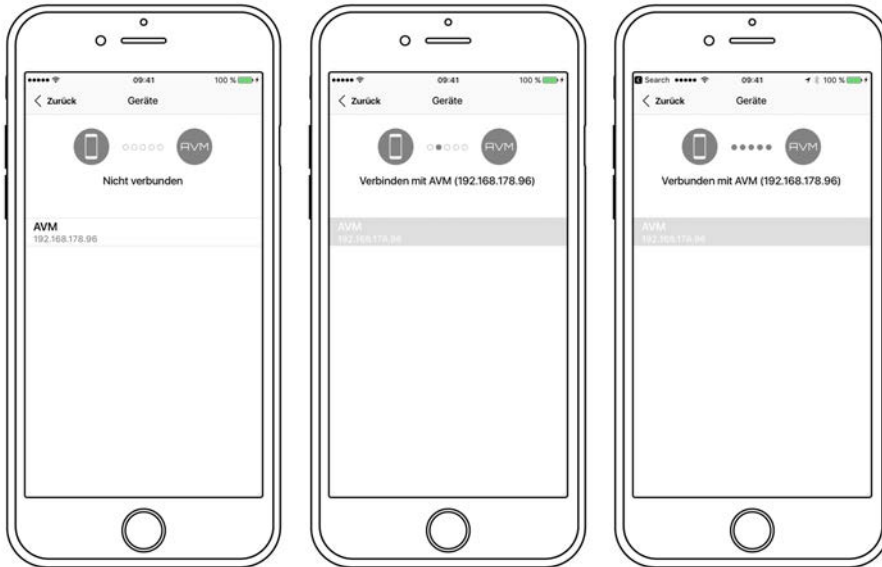 09:41
100 %
Zurück
Geräte
AVM
Nicht verbunden
AVM
192.168.178.96
09:41
100 %
Zurück
Geräte
AVM
Verbinden mit AVM (192.168.178.96)
AVM
192.168.178.96
Search
09:41
100 %
Zurück
Geräte
AVM
Verbunden mit AVM (192.168.178.96)
AVM
192.168.178.96